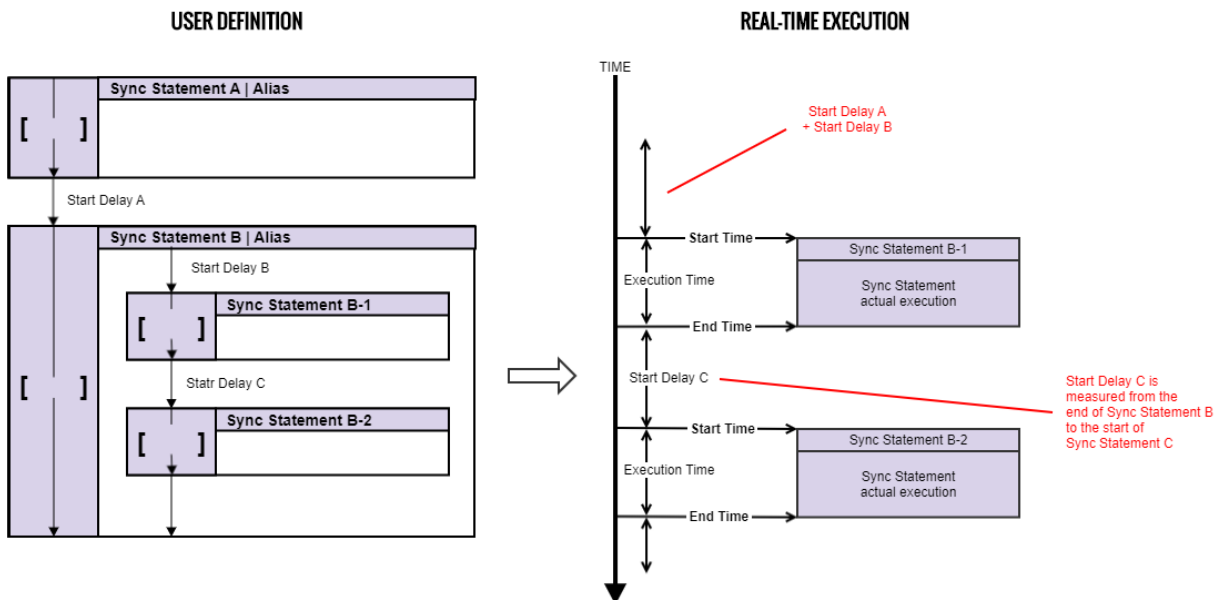 USER DEFINITION
Sync Statement A | Alias
[ ]
Start Delay A
Sync Statement B | Alias
Start Delay B
Sync Statement B-1
[ ]
[ ]
Statr Delay C
Sync Statement B-2
[ ]
REAL-TIME EXECUTION
TIME
Start Delay A
+ Start Delay B
Start Time
Sync Statement B-1
Execution Time
Sync Statement
actual execution
End Time
Start Delay C
Start Delay C is
measured from the
end of Sync Statement B
to the start of
Sync Statement C
Start Time
Sync Statement B-2
Execution Time
Sync Statement
actual execution
End Time